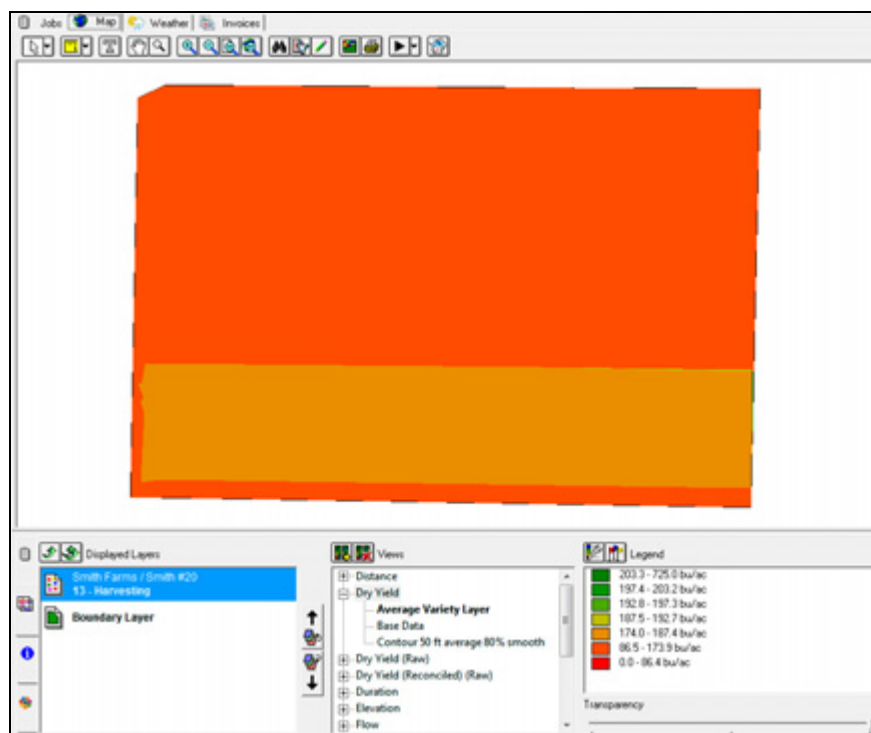 Jobs Map Weather Invoices
Displayed Layers
Smith Farms / Smith #20
13 - Harvesting
Boundary Layer
Views
Distance
Dry Yield
Average Variety Layer
Base Data
Contour 50 ft average 80% smooth
Dry Yield (Raw)
Dry Yield (Reconciled) (Raw)
Duration
Elevation
Flow
Legend
203.3 - 725.0 bu/ac
197.4 - 203.2 bu/ac
192.8 - 197.3 bu/ac
187.5 - 192.7 bu/ac
174.0 - 187.4 bu/ac
86.5 - 173.9 bu/ac
0.0 - 86.4 bu/ac
Transparency